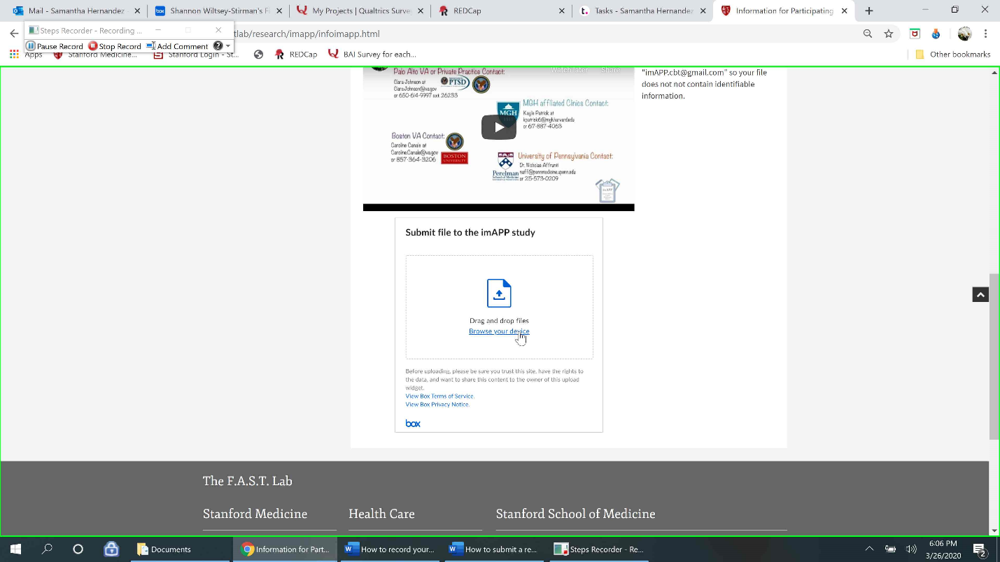 Mail - Samantha Hernandez -
Shannon Wiltsey-Stirman's Fi
My Projects | Qualtrics Surve
REDCap
Tasks - Samantha Hernandez
Information for Participating
Steps Recorder - Recording ...
tlab/research/imapp/infoimapp.html
Pause Record
Stop Record
Add Comment
Apps
Stanford Medicine...
Stanford Login - St...
REDCap
BAI Survey for each...
Other bookmarks
Palo Alto VA or Private Practice Contact:
Clara Johnson at
Clara.Johnson@va.gov
or 650-614-9997 ext. 26233
PTSD
Watch later
Share
MGH affiliated Clinics Contact:
Kayla Patrick at
kpatrick6@mgh.harvard.edu
or 617-887-4063
MGH
Boston VA Contact:
Caroline Canale at
Caroline.Canale@va.gov
or 857-364-3206
BOSTON
UNIVERSITY
University of Pennsylvania Contact:
Dr. Nicholas Affrunti
naff@pennmedicine.upenn.edu
or 215-573-0209
Perelman
"imAPP.cbt@gmail.com" so your file
does not not contain identifiable
information.
Submit file to the imAPP study
Drag and drop files
Browse your device
Before uploading, please be sure you trust this site, have the rights to
the data, and want to share this content to the owner of this upload
widget.
View Box Terms of Service.
View Box Privacy Notice.
box
The F.A.S.T. Lab
Stanford Medicine
Health Care
Stanford School of Medicine
Documents
Information for Part...
How to record your...
How to submit a re...
Steps Recorder - Re...
6:06 PM
3/26/2020
2